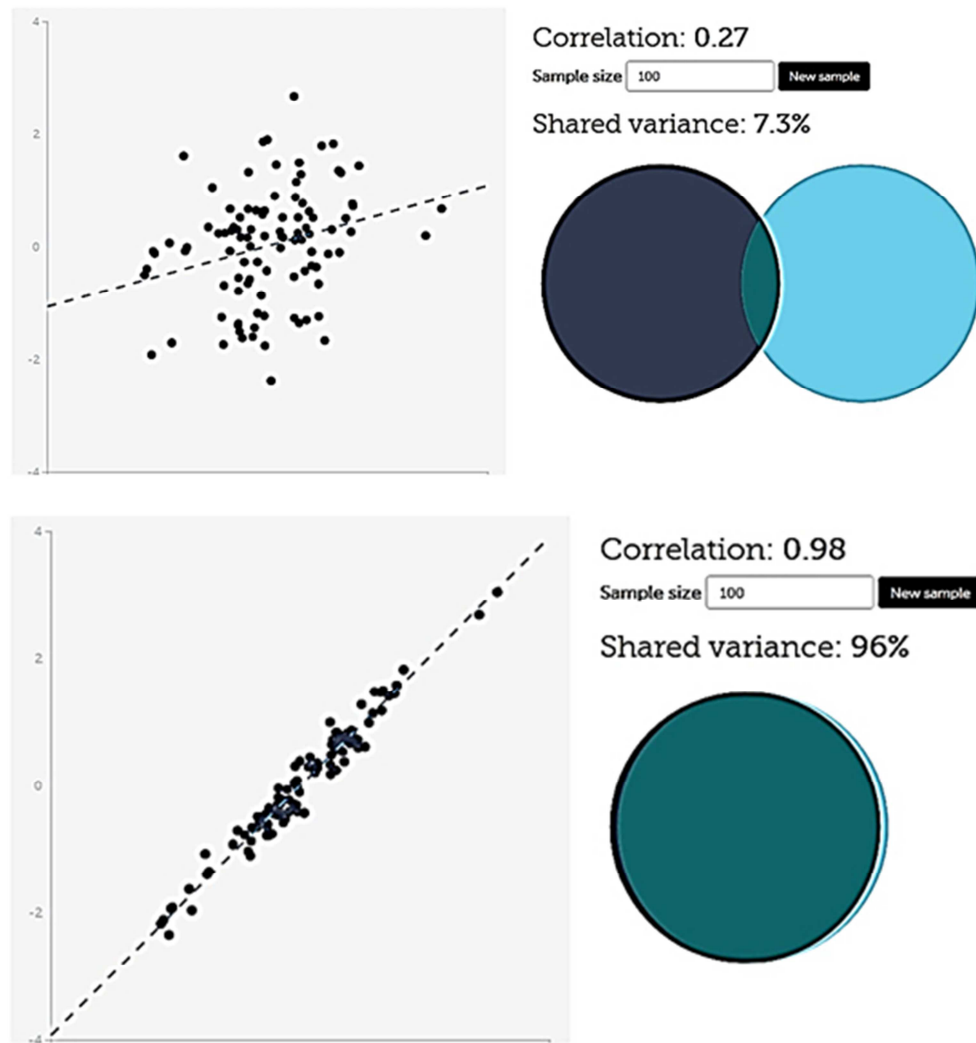 4
2
0
-2
-4
Correlation: 0.27
Sample size 100 New sample
Shared variance: 7.3%
4
2
0
-2
-4
Correlation: 0.98
Sample size 100 New sample
Shared variance: 96%